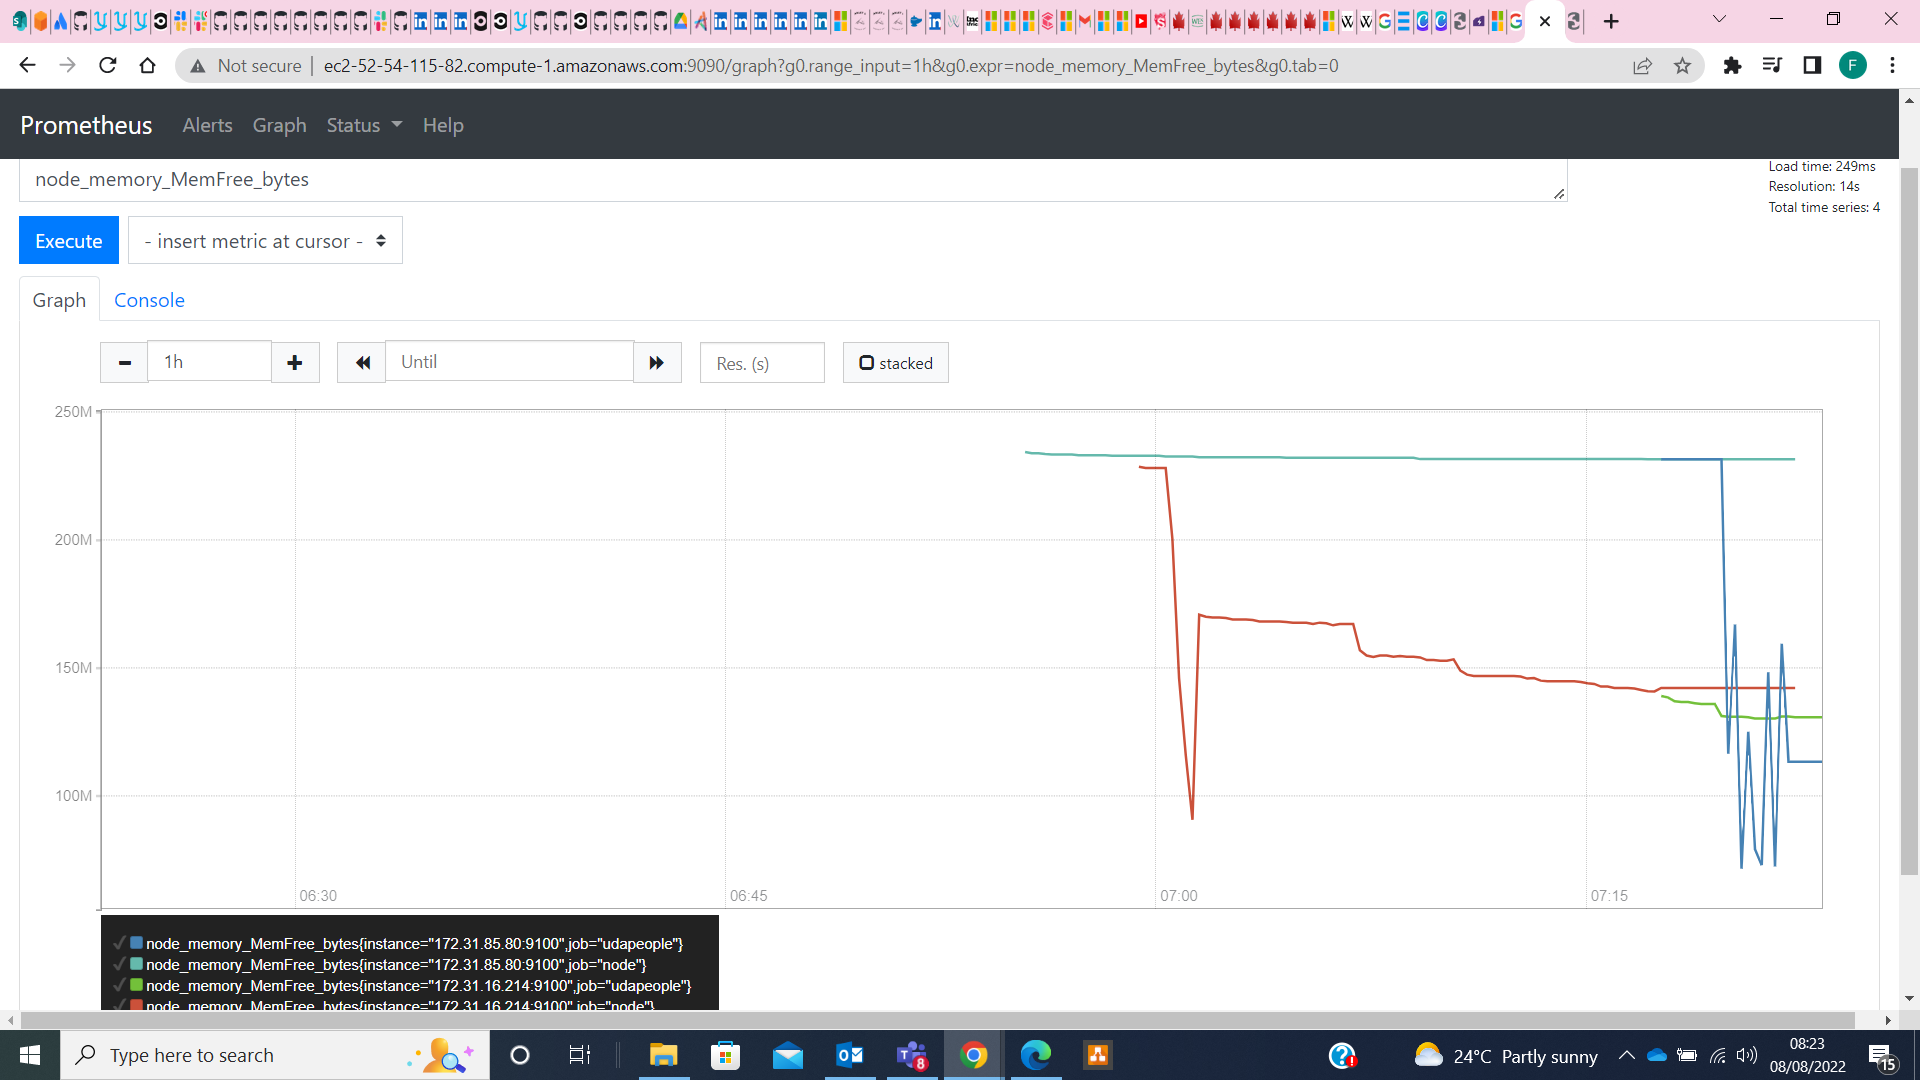 Not secure | ec2-52-54-115-82.compute-1.amazonaws.com:9090/graph?g0.range_input=1h&g0.expr=node_memory_MemFree_bytes&g0.tab=0
F
Prometheus Alerts Graph Status Help
node_memory_MemFree_bytes
Load time: 249ms
Resolution: 14s
Total time series: 4
Execute - insert metric at cursor -
Graph Console
1h Until Res. (s) stacked
250M
200M
150M
100M
06:30 06:45 07:00 07:15
node_memory_MemFree_bytes{instance="172.31.85.80:9100",job="udapeople"}
node_memory_MemFree_bytes{instance="172.31.85.80:9100",job="node"}
node_memory_MemFree_bytes{instance="172.31.16.214:9100",job="udapeople"}
node_memory_MemFree_bytes{instance="172.31.16.214:9100",job="node"}
Type here to search
8
24°C Partly sunny
08:23
08/08/2022
15